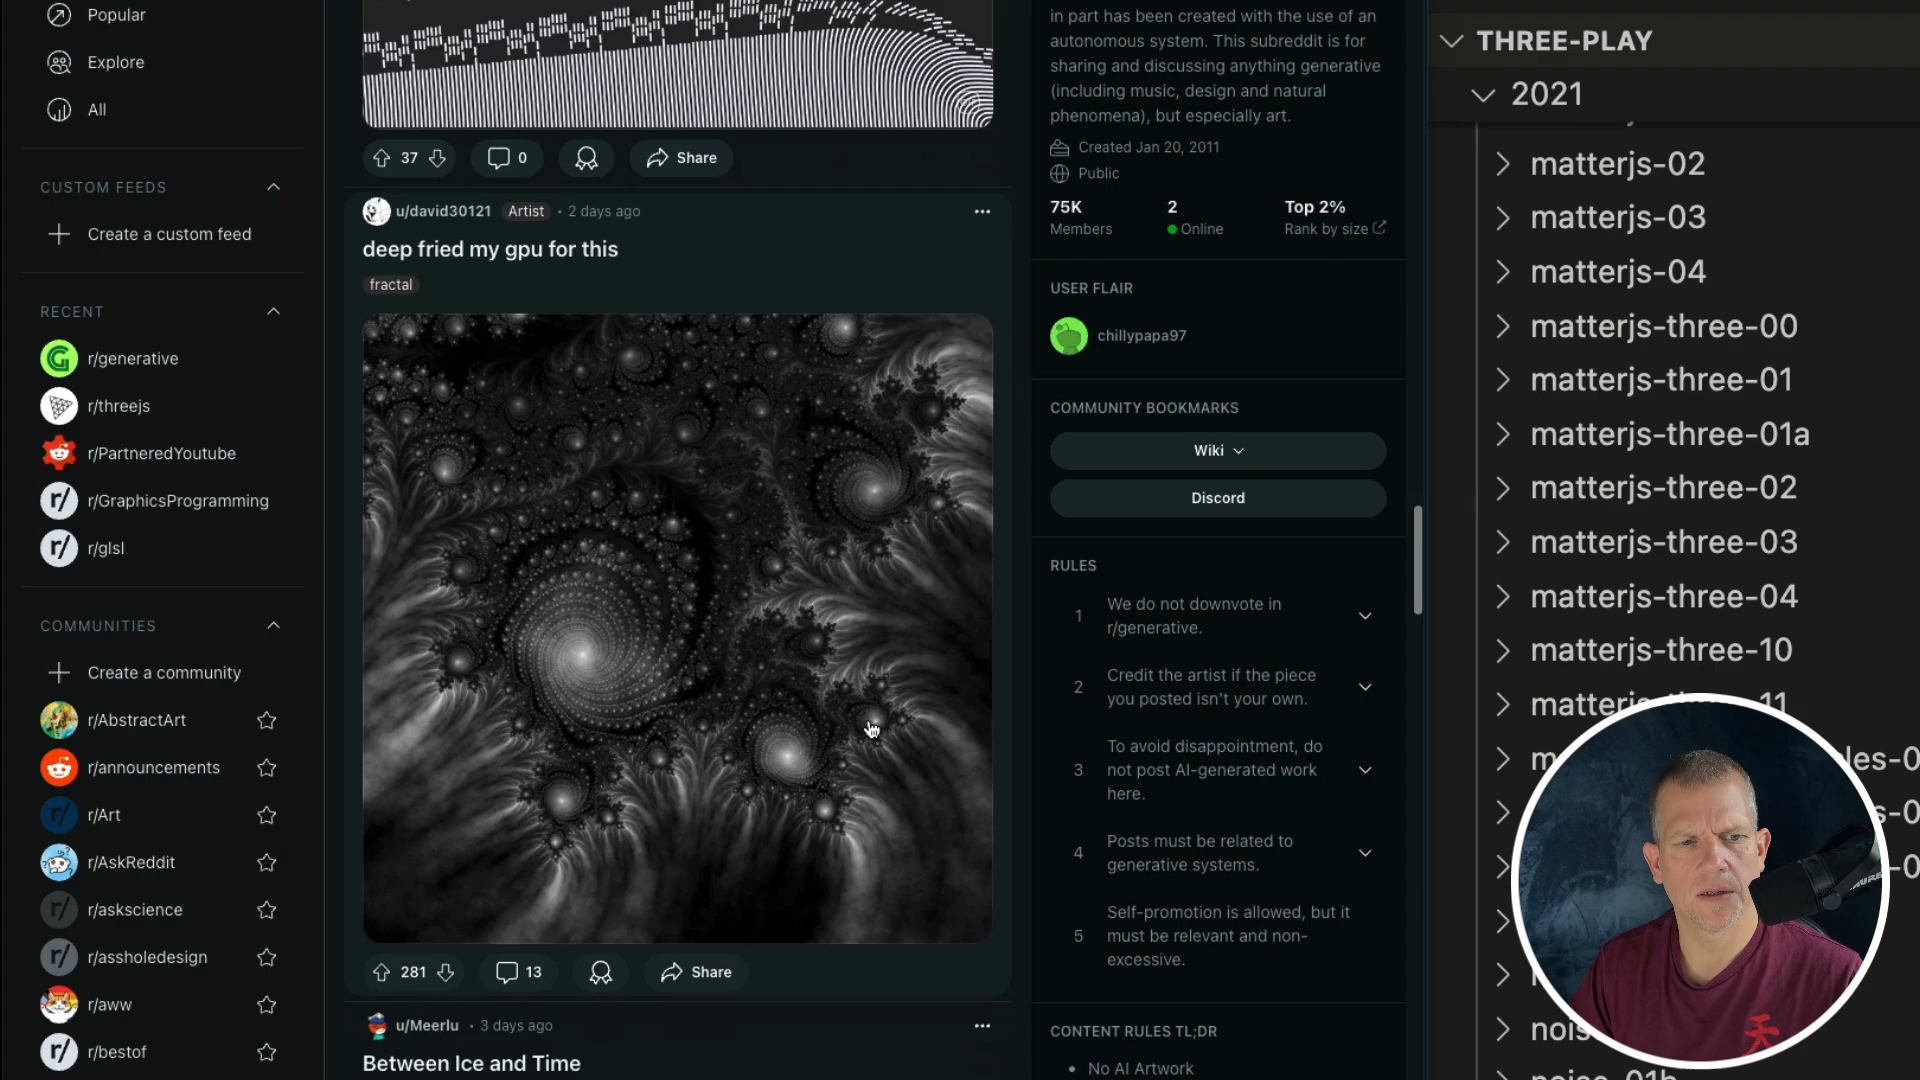 Popular
Explore
All
CUSTOM FEEDS
Create a custom feed
RECENT
r/generative
r/threejs
r/PartneredYoutube
r/GraphicsProgramming
r/glsl
COMMUNITIES
Create a community
r/AbstractArt
r/announcements
r/Art
r/AskReddit
r/askscience
r/assholedesign
r/aww
r/bestof
37
0
Share
u/david30121 Artist • 2 days ago
deep fried my gpu for this
fractal
281
13
Share
u/Meerlu • 3 days ago
Between Ice and Time
in part has been created with the use of an
autonomous system. This subreddit is for
sharing and discussing anything generative
(including music, design and natural
phenomena), but especially art.
Created Jan 20, 2011
Public
75K 2 Top 2%
Members Online Rank by size
USER FLAIR
chillypapa97
COMMUNITY BOOKMARKS
Wiki
Discord
RULES
1 We do not downvote in
r/generative.
2 Credit the artist if the piece
you posted isn't your own.
3 To avoid disappointment, do
not post AI-generated work
here.
4 Posts must be related to
generative systems.
5 Self-promotion is allowed, but it
must be relevant and non-
excessive.
CONTENT RULES TL;DR
• No AI Artwork
THREE-PLAY
2021
matterjs-02
matterjs-03
matterjs-04
matterjs-three-00
matterjs-three-01
matterjs-three-01a
matterjs-three-02
matterjs-three-03
matterjs-three-04
matterjs-three-10
matterjs-three-11
noise-01b